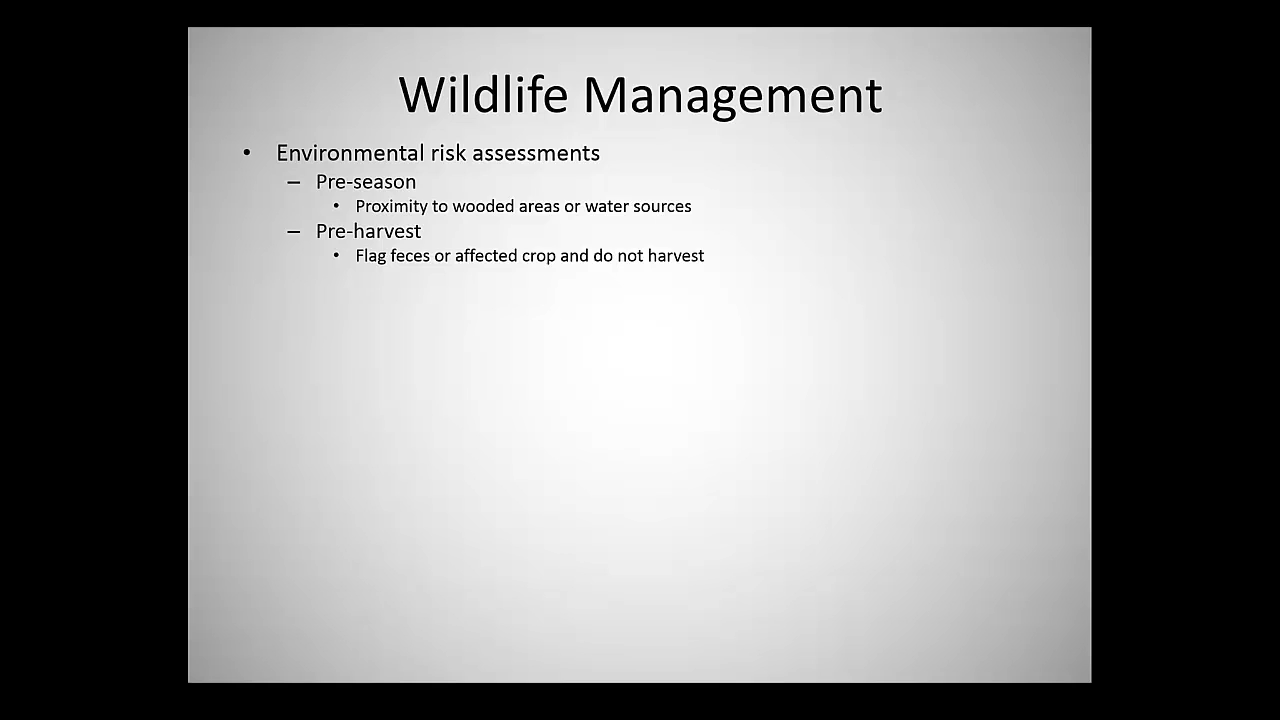 Wildlife Management
• Environmental risk assessments
– Pre-season
• Proximity to wooded areas or water sources
– Pre-harvest
• Flag feces or affected crop and do not harvest